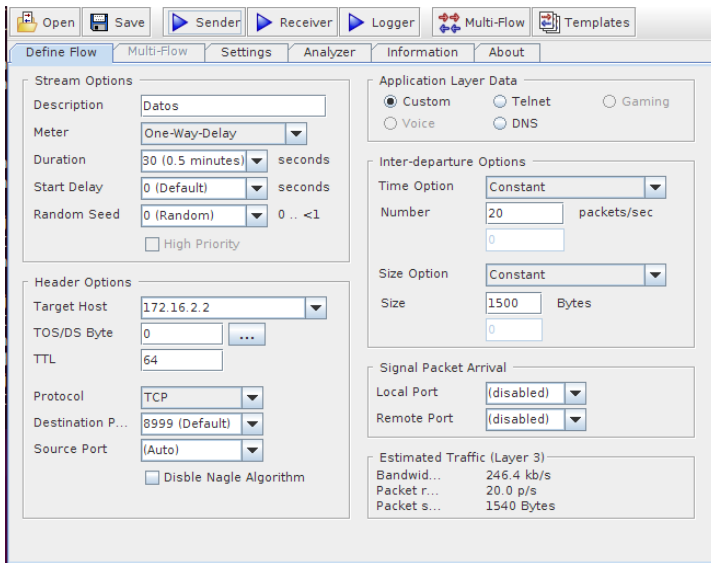 Open Save Sender Receiver Logger Multi-Flow Templates
Define Flow Multi-Flow Settings Analyzer Information About
Stream Options
Description Datos
Meter One-Way-Delay
Duration 30 (0.5 minutes) seconds
Start Delay 0 (Default) seconds
Random Seed 0 (Random) 0 .. <1
High Priority
Header Options
Target Host 172.16.2.2
TOS/DS Byte 0 ...
TTL 64
Protocol TCP
Destination P... 8999 (Default)
Source Port (Auto)
Disble Nagle Algorithm
Application Layer Data
Custom Telnet Gaming
Voice DNS
Inter-departure Options
Time Option Constant
Number 20 packets/sec
0
Size Option Constant
Size 1500 Bytes
0
Signal Packet Arrival
Local Port (disabled)
Remote Port (disabled)
Estimated Traffic (Layer 3)
Bandwid... 246.4 kb/s
Packet r... 20.0 p/s
Packet s... 1540 Bytes